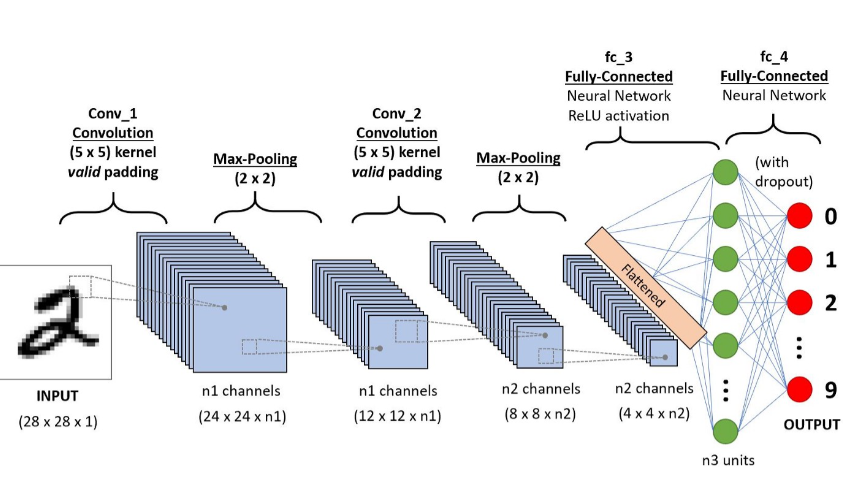 Conv_1
Convolution
(5 x 5) kernel
valid padding
Max-Pooling
(2 x 2)
Conv_2
Convolution
(5 x 5) kernel
valid padding
Max-Pooling
(2 x 2)
fc_3
Fully-Connected
Neural Network
ReLU activation
fc_4
Fully-Connected
Neural Network
(with
dropout)
2
Flattened
0
1
2
⋮
9
OUTPUT
⋮
n3 units
INPUT
(28 x 28 x 1)
n1 channels
(24 x 24 x n1)
n1 channels
(12 x 12 x n1)
n2 channels
(8 x 8 x n2)
n2 channels
(4 x 4 x n2)